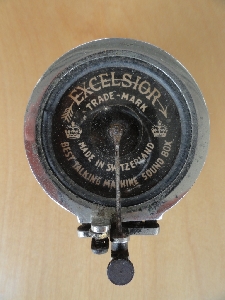 EXCELSIOR
TRADE-MARK
MADE IN SWITZERLAND
BEST TALKING MACHINE SOUND BOX